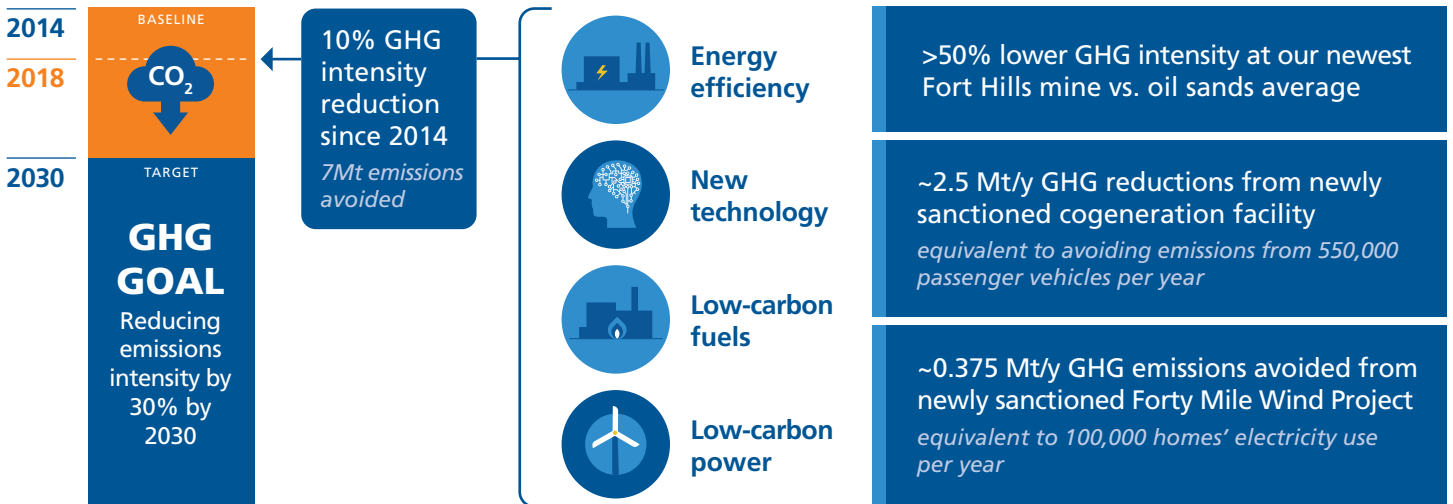 2014
2018
2030
BASELINE
CO2
TARGET
GHG
GOAL
Reducing
emissions
intensity by
30% by
2030
10% GHG
intensity
reduction
since 2014
7Mt emissions
avoided
Energy
efficiency
New
technology
Low-carbon
fuels
Low-carbon
power
>50% lower GHG intensity at our newest
Fort Hills mine vs. oil sands average
~2.5 Mt/y GHG reductions from newly
sanctioned cogeneration facility
equivalent to avoiding emissions from 550,000
passenger vehicles per year
~0.375 Mt/y GHG emissions avoided from
newly sanctioned Forty Mile Wind Project
equivalent to 100,000 homes’ electricity use
per year